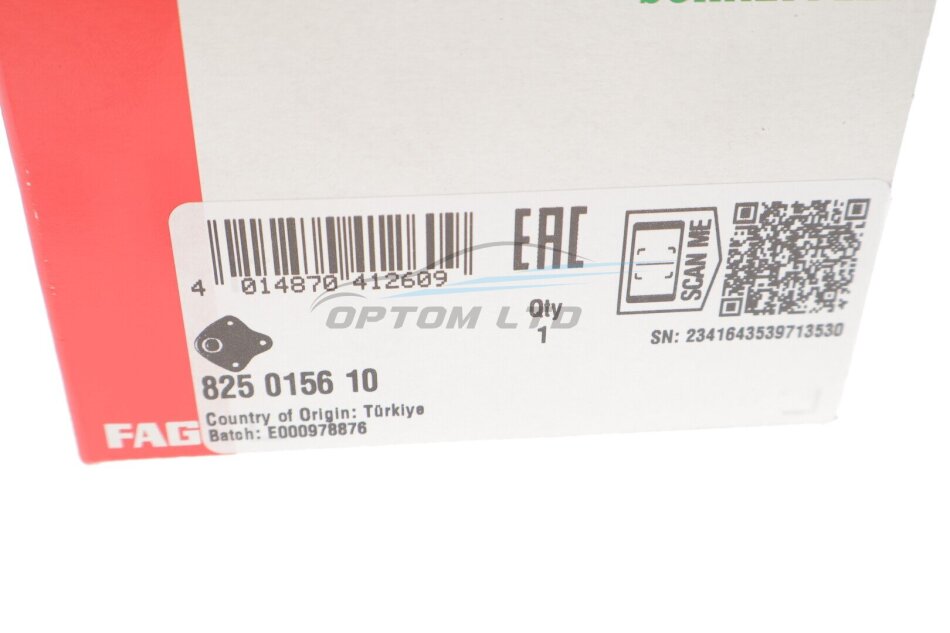 SCHAEFFLER
4 014870 412609
EAC
SCAN ME
OPTOM LTD
Qty
1
SN: 2341643539713530
825 0156 10
Country of Origin: Türkiye
Batch: E000978876
FAG